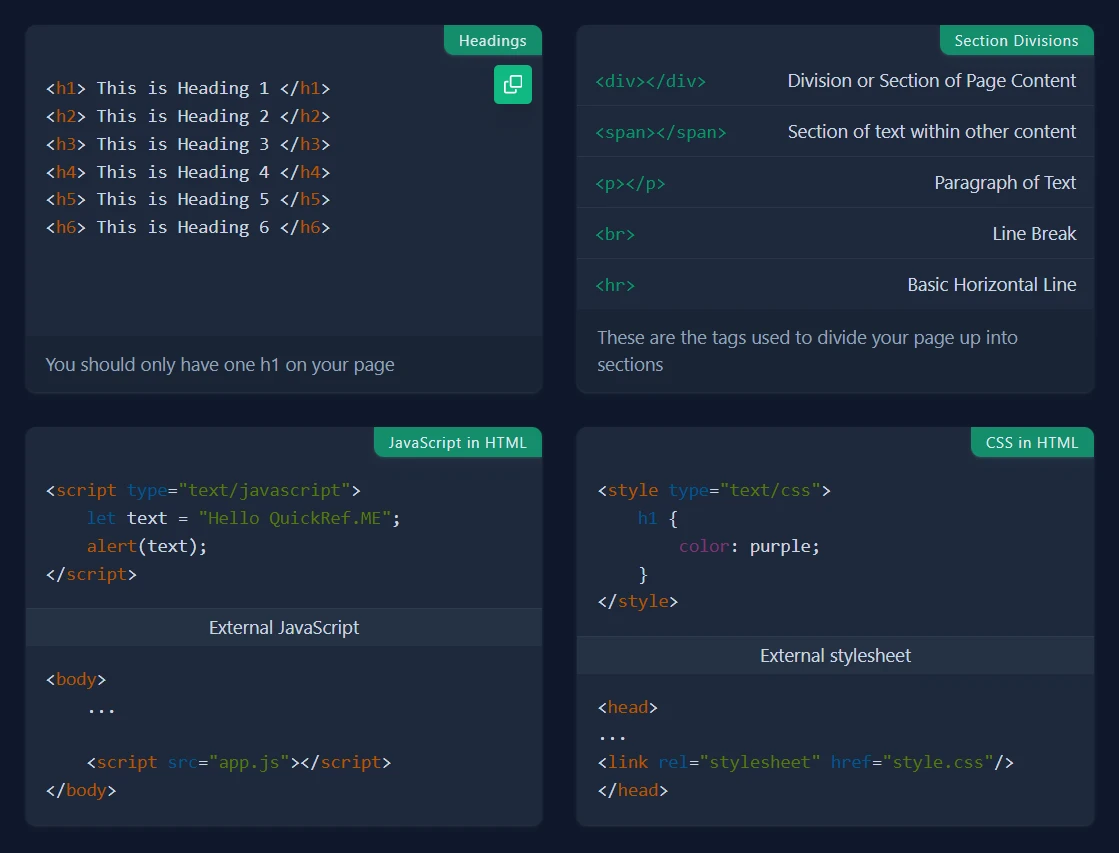 Headings
<h1> This is Heading 1 </h1>
<h2> This is Heading 2 </h2>
<h3> This is Heading 3 </h3>
<h4> This is Heading 4 </h4>
<h5> This is Heading 5 </h5>
<h6> This is Heading 6 </h6>
You should only have one h1 on your page
Section Divisions
<div></div> Division or Section of Page Content
<span></span> Section of text within other content
<p></p> Paragraph of Text
<br> Line Break
<hr> Basic Horizontal Line
These are the tags used to divide your page up into
sections
JavaScript in HTML
<script type="text/javascript">
    let text = "Hello QuickRef.ME";
    alert(text);
</script>
External JavaScript
<body>
    ...
    <script src="app.js"></script>
</body>
CSS in HTML
<style type="text/css">
    h1 {
        color: purple;
    }
</style>
External stylesheet
<head>
...
<link rel="stylesheet" href="style.css"/>
</head>